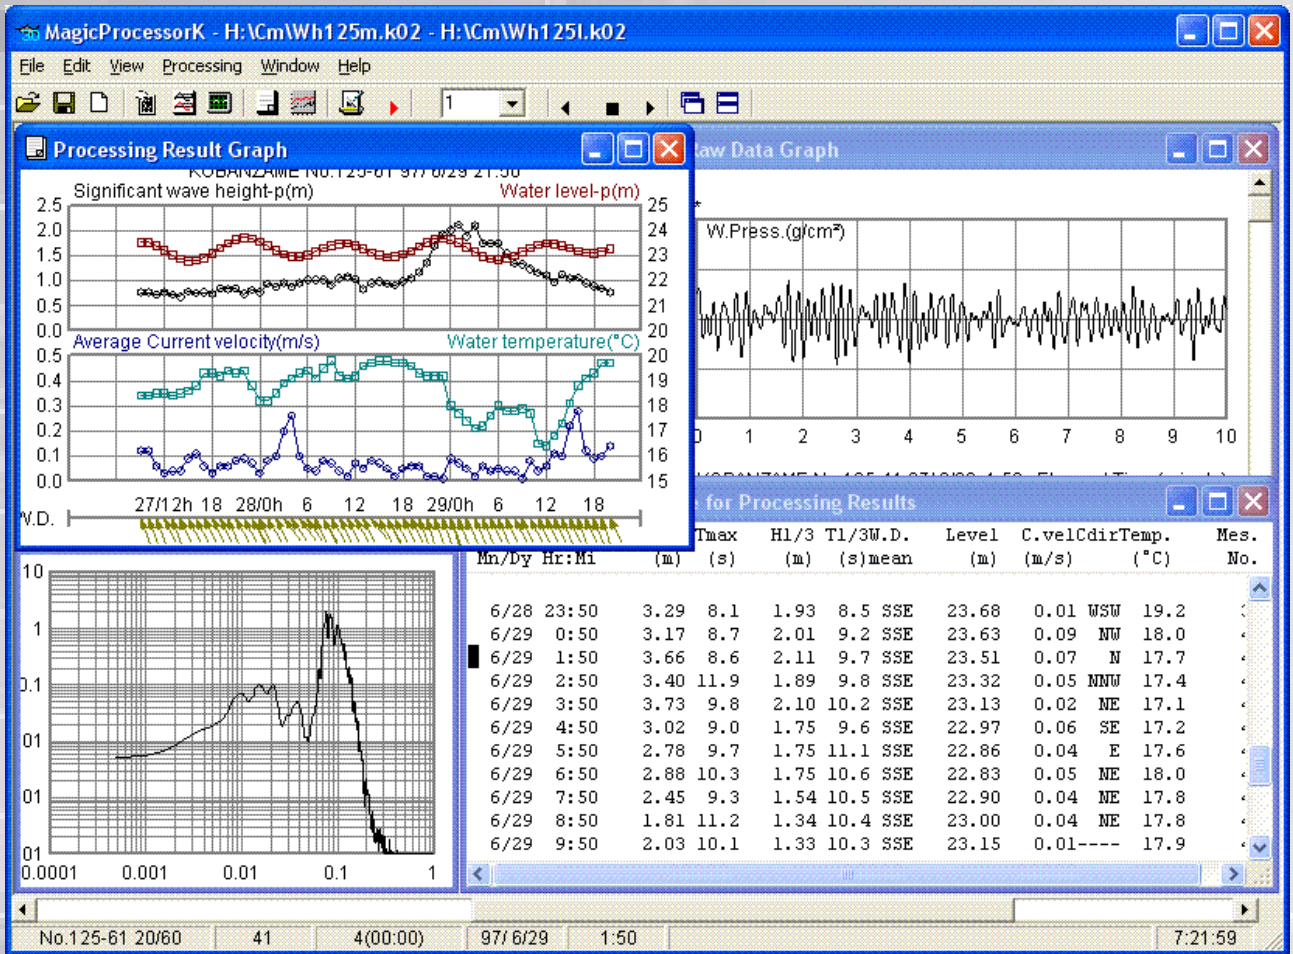 MagicProcessorK - H:\Cm\Wh125m.k02 - H:\Cm\Wh125l.k02
File Edit View Processing Window Help
1
Processing Result Graph
KOBANZAME No.125-61 97/ 6/29 21:50
Significant wave height-p(m) Water level-p(m)
2.5 25
2.0 24
1.5 23
1.0 22
0.5 21
0.0 20
Average Current velocity(m/s) Water temperature(°C)
0.5 20
0.4 19
0.3 18
0.2 17
0.1 16
0.0 15
27/12h 18 28/0h 6 12 18 29/0h 6 12 18
W.D.
Raw Data Graph
W.Press.(g/cm²)
0 1 2 3 4 5 6 7 8 9 10
for Processing Results
Tmax H1/3 T1/3W.D. Level C.velCdirTemp. Mes.
Mn/Dy Hr:Mi (m) (s) (m) (s)mean (m) (m/s) (°C) No.
6/28 23:50 3.29 8.1 1.93 8.5 SSE 23.68 0.01 WSW 19.2
6/29 0:50 3.17 8.7 2.01 9.2 SSE 23.63 0.09 NW 18.0
6/29 1:50 3.66 8.6 2.11 9.7 SSE 23.51 0.07 N 17.7
6/29 2:50 3.40 11.9 1.89 9.8 SSE 23.32 0.05 NNW 17.4
6/29 3:50 3.73 9.8 2.10 10.2 SSE 23.13 0.02 NE 17.1
6/29 4:50 3.02 9.0 1.75 9.6 SSE 22.97 0.06 SE 17.2
6/29 5:50 2.78 9.7 1.75 11.1 SSE 22.86 0.04 E 17.6
6/29 6:50 2.88 10.3 1.75 10.6 SSE 22.83 0.05 NE 18.0
6/29 7:50 2.45 9.3 1.54 10.5 SSE 22.90 0.04 NE 17.8
6/29 8:50 1.81 11.2 1.34 10.4 SSE 23.00 0.04 NE 17.8
6/29 9:50 2.03 10.1 1.33 10.3 SSE 23.15 0.01---- 17.9
10
1
0.1
01
01
01
0.0001 0.001 0.01 0.1 1
No.125-61 20/60 41 4(00:00) 97/ 6/29 1:50 7:21:59